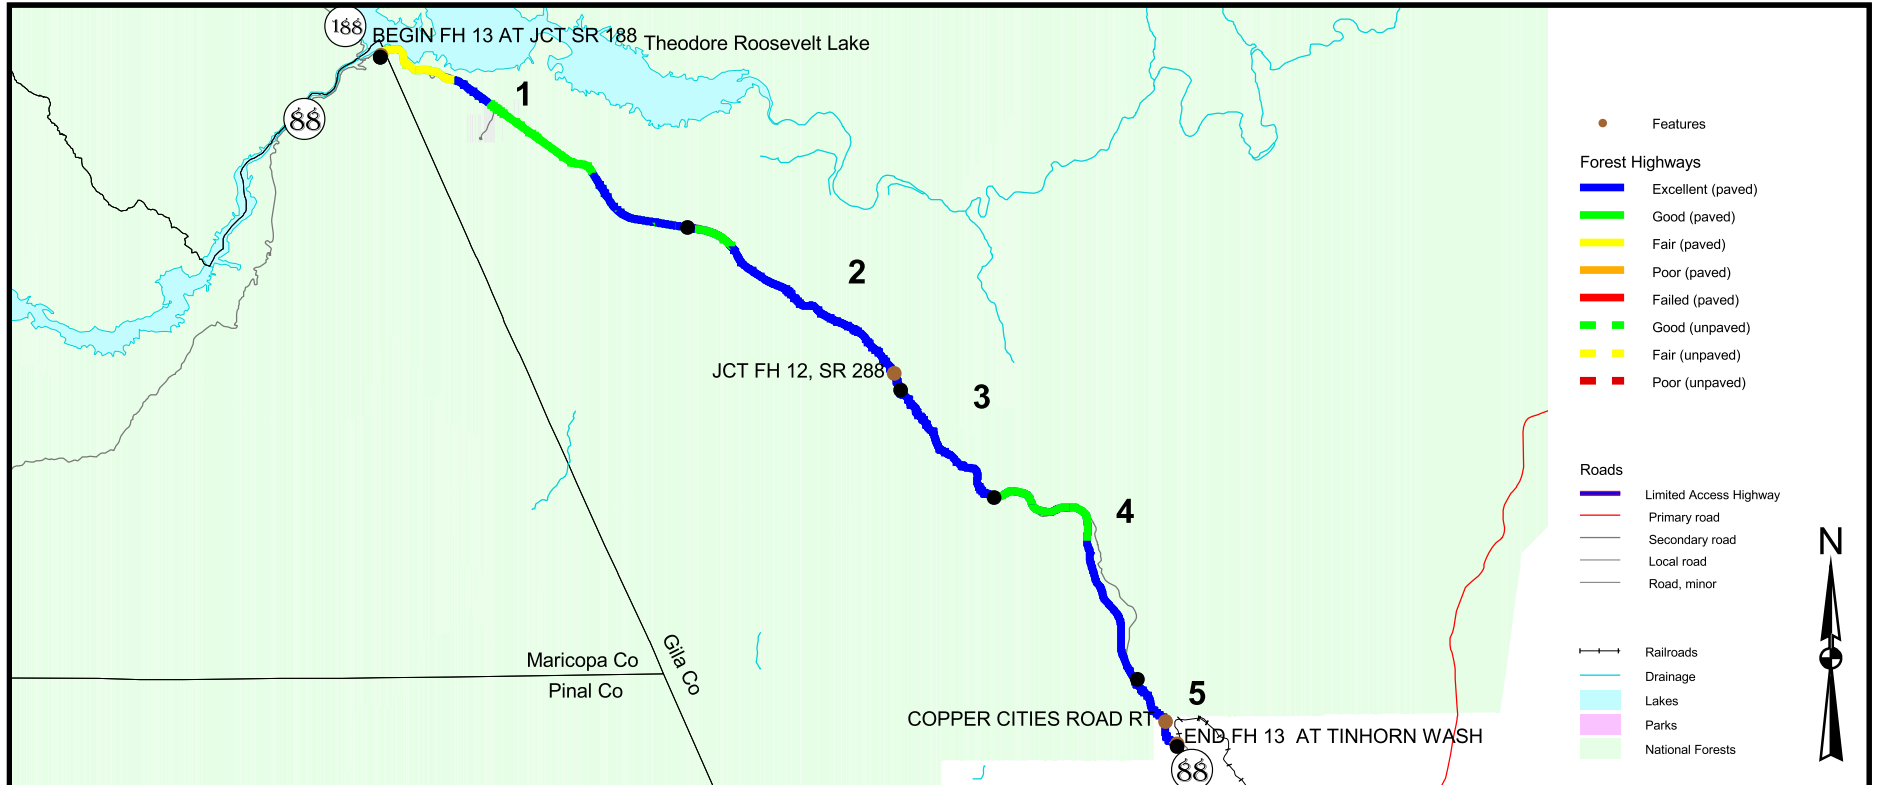 188
BEGIN FH 13 AT JCT SR 188
Theodore Roosevelt Lake
88
1
2
JCT FH 12, SR 288
3
4
Maricopa Co
Pinal Co
Gila Co
5
COPPER CITIES ROAD RT
END FH 13 AT TINHORN WASH
88
Features
Forest Highways
Excellent (paved)
Good (paved)
Fair (paved)
Poor (paved)
Failed (paved)
Good (unpaved)
Fair (unpaved)
Poor (unpaved)
Roads
Limited Access Highway
Primary road
Secondary road
Local road
Road, minor
Railroads
Drainage
Lakes
Parks
National Forests
N